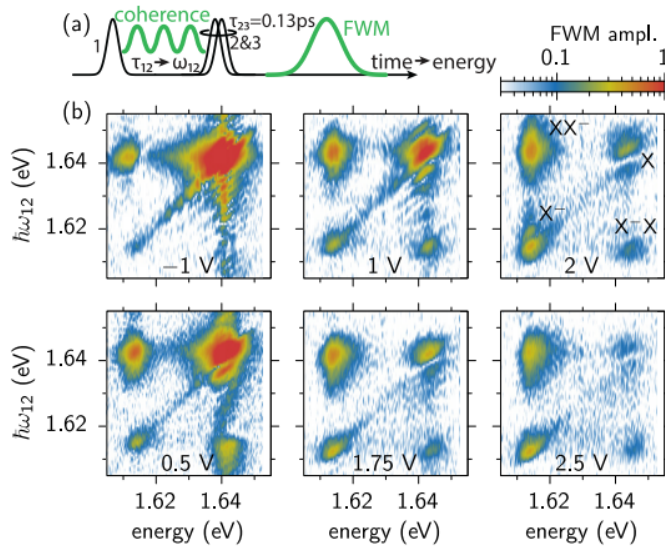 (a)
coherence
τ₂₃=0.13ps
FWM
FWM ampl.
1
2&3
τ₁₂→ω₁₂
time→energy
0.1
1
(b)
ħω₁₂ (eV)
1.64
1.62
−1 V
1 V
XX⁻
X
X⁻
X⁻X
2 V
ħω₁₂ (eV)
1.64
1.62
0.5 V
1.75 V
2.5 V
1.62
1.64
1.62
1.64
1.62
1.64
energy (eV)
energy (eV)
energy (eV)